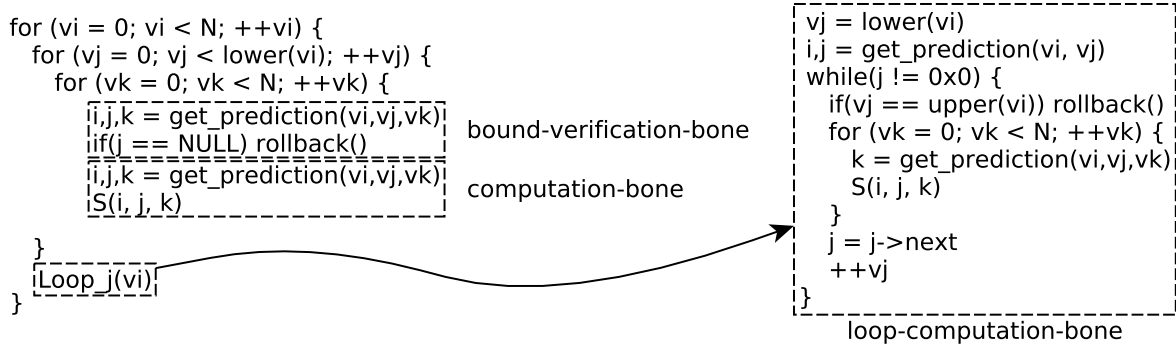 for (vi = 0; vi < N; ++vi) {
for (vj = 0; vj < lower(vi); ++vj) {
for (vk = 0; vk < N; ++vk) {
i,j,k = get_prediction(vi,vj,vk)
if(j == NULL) rollback()
bound-verification-bone
i,j,k = get_prediction(vi,vj,vk)
S(i, j, k)
computation-bone
}
Loop_j(vi)
}
vj = lower(vi)
i,j = get_prediction(vi, vj)
while(j != 0x0) {
if(vj == upper(vi)) rollback()
for (vk = 0; vk < N; ++vk) {
k = get_prediction(vi,vj,vk)
S(i, j, k)
}
j = j->next
++vj
}
loop-computation-bone